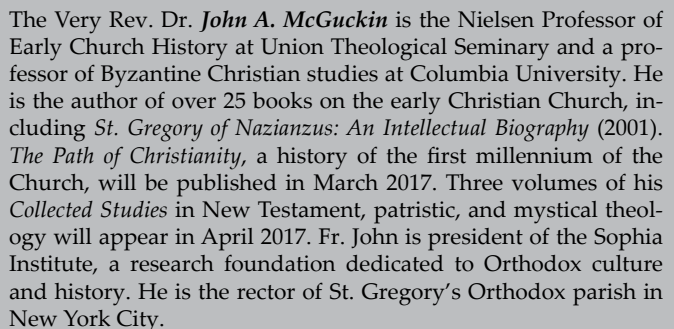 The Very Rev. Dr. John A. McGuckin is the Nielsen Professor of
Early Church History at Union Theological Seminary and a pro-
fessor of Byzantine Christian studies at Columbia University. He
is the author of over 25 books on the early Christian Church, in-
cluding St. Gregory of Nazianzus: An Intellectual Biography (2001).
The Path of Christianity, a history of the first millennium of the
Church, will be published in March 2017. Three volumes of his
Collected Studies in New Testament, patristic, and mystical theol-
ogy will appear in April 2017. Fr. John is president of the Sophia
Institute, a research foundation dedicated to Orthodox culture
and history. He is the rector of St. Gregory’s Orthodox parish in
New York City.